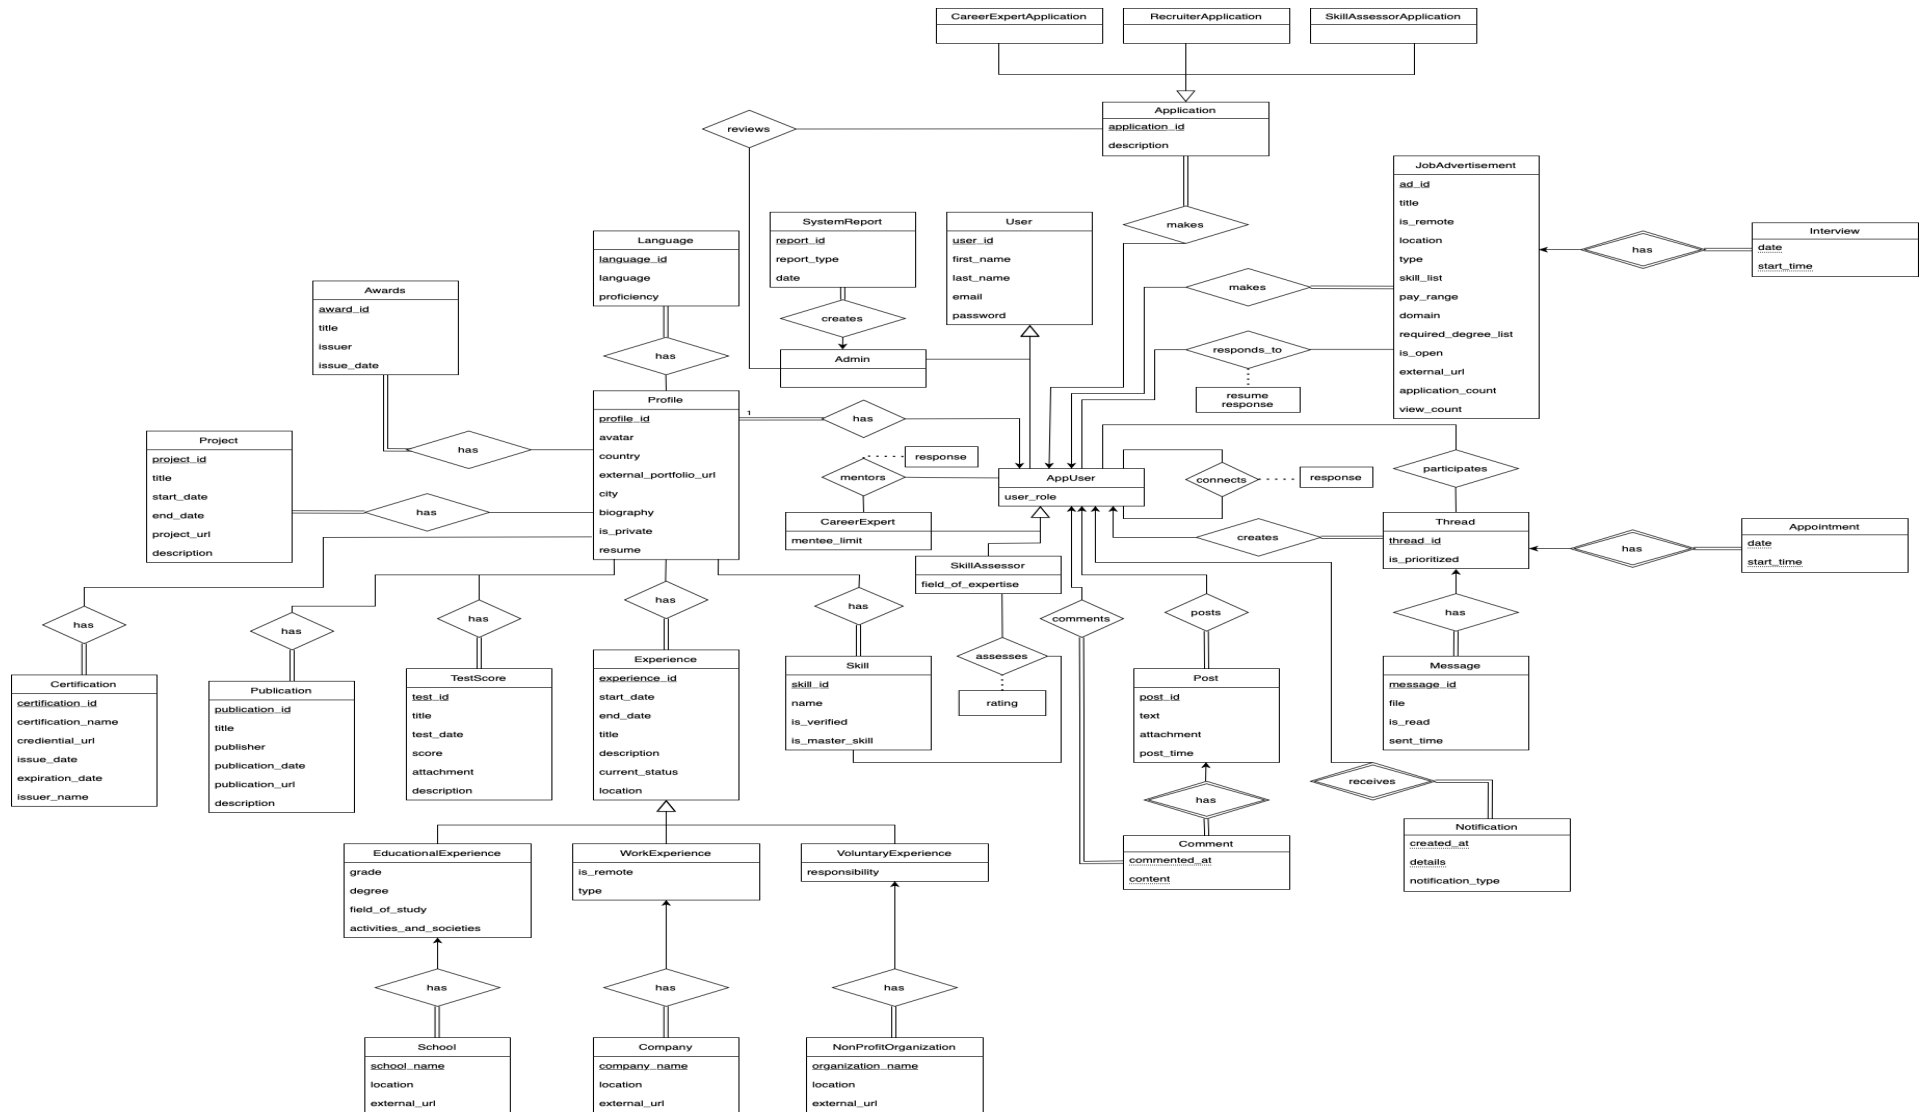 CareerExpertApplication
RecruiterApplication
SkillAssessorApplication
Application
application_id
description
reviews
makes
JobAdvertisement
ad_id
title
is_remote
location
type
skill_list
pay_range
domain
required_degree_list
is_open
external_url
application_count
view_count
has
Interview
date
start_time
SystemReport
report_id
report_type
date
creates
Admin
User
user_id
first_name
last_name
email
password
makes
responds_to
resume
response
Language
language_id
language
proficiency
has
Awards
award_id
title
issuer
issue_date
has
Project
project_id
title
start_date
end_date
project_url
description
has
Profile
profile_id
avatar
country
external_portfolio_url
city
biography
is_private
resume
1
has
response
mentors
AppUser
user_role
connects
response
participates
CareerExpert
mentee_limit
SkillAssessor
field_of_expertise
creates
Thread
thread_id
is_prioritized
has
Appointment
date
start_time
has
has
has
has
has
comments
posts
has
assesses
rating
Certification
certification_id
certification_name
crediential_url
issue_date
expiration_date
issuer_name
Publication
publication_id
title
publisher
publication_date
publication_url
description
TestScore
test_id
title
test_date
score
attachment
description
Experience
experience_id
start_date
end_date
title
description
current_status
location
Skill
skill_id
name
is_verified
is_master_skill
Post
post_id
text
attachment
post_time
Message
message_id
file
is_read
sent_time
receives
has
Comment
commented_at
content
Notification
created_at
details
notification_type
EducationalExperience
grade
degree
field_of_study
activities_and_societies
WorkExperience
is_remote
type
VoluntaryExperience
responsibility
has
has
has
School
school_name
location
external_url
Company
company_name
location
external_url
NonProfitOrganization
organization_name
location
external_url